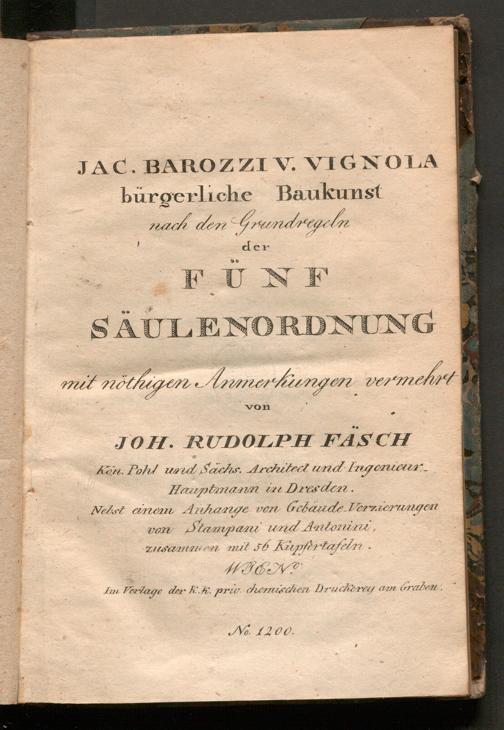 JAC. BAROZZI V. VIGNOLA
bürgerliche Baukunst
nach den Grundregeln
der
FÜNF
SÄULENORDNUNG
mit nöthigen Anmerkungen vermehrt
von
JOH. RUDOLPH FÄSCH
Kön. Pohl und Sächs. Architect und Ingenieur-
Hauptmann in Dresden.
Nebst einem Anhange von Gebäude Verzierungen
von Stampani und Antonini,
zusammen mit 56 Kupfertafeln.
WIEN
Im Verlage der K.K. priv. chemischen Druckerey am Graben.
No. 1200.